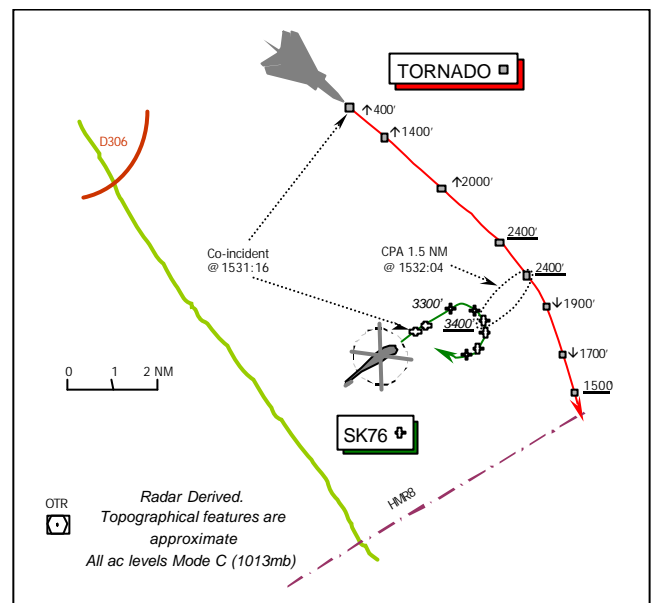 TORNADO
↑400'
↑1400'
D306
↑2000'
2400'
Co-incident
@ 1531:16
CPA 1.5 NM
@ 1532:04
2400'
3300'
↓1900'
3400'
↓1700'
0 1 2 NM
1500
SK76
HMR8
OTR
Radar Derived.
Topographical features are
approximate
All ac levels Mode C (1013mb)